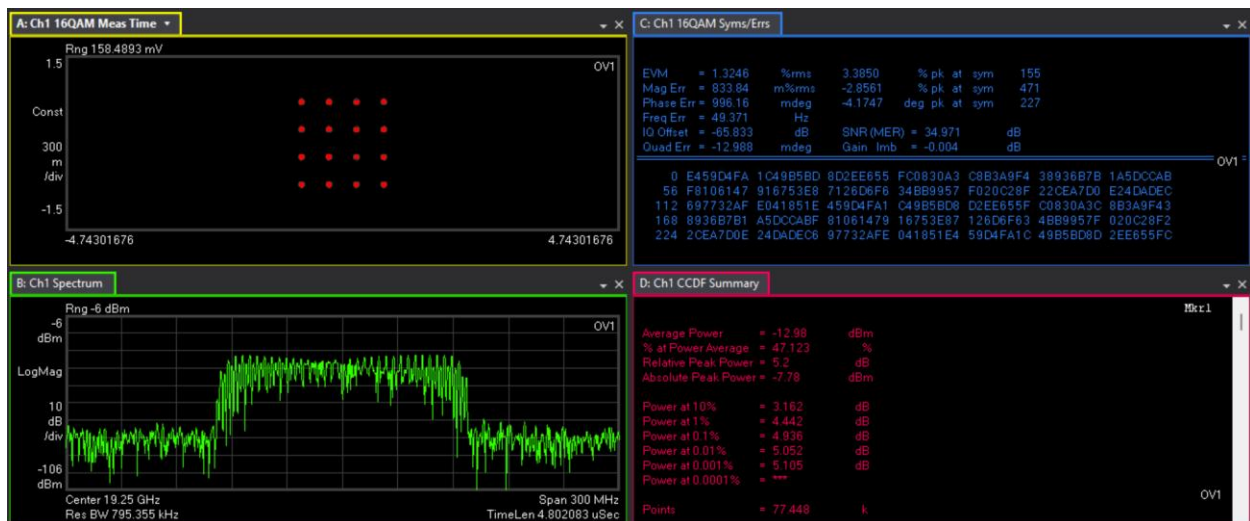 A: Ch1 16QAM Meas Time
Rng 158.4893 mV
1.5
OV1
Const
300
m
/div
-1.5
-4.74301676 4.74301676
C: Ch1 16QAM Syms/Errs
EVM = 1.3246 %rms 3.3850 % pk at sym 155
Mag Err = 833.84 m%rms -2.8561 % pk at sym 471
Phase Err = 996.16 mdeg -4.1747 deg pk at sym 227
Freq Err = 49.371 Hz
IQ Offset = -65.833 dB SNR(MER) = 34.971 dB
Quad Err = -12.988 mdeg Gain Imb = -0.004 dB
OV1
0 E459D4FA 1C49B5BD 8D2EE655 FC0830A3 C8B3A9F4 38936B7B 1A5DCCAB
56 F8106147 916753E8 7126D6F6 34BB9957 F020C28F 22CEA7D0 E24DADEC
112 697732AF E041851E 459D4FA1 C49B5BD8 D2EE655F C0830A3C 8B3A9F43
168 8936B7B1 A5DCCABF 81061479 16753E87 126D6F63 4BB9957F 020C28F2
224 2CEA7D0E 24DADEC6 97732AFE 041851E4 59D4FA1C 49B5BD8D 2EE655FC
B: Ch1 Spectrum
Rng -6 dBm
-6
dBm
OV1
LogMag
10
dB
/div
-106
dBm
Center 19.25 GHz Span 300 MHz
Res BW 795.355 kHz TimeLen 4.802083 uSec
D: Ch1 CCDF Summary
Mkr1
Average Power = -12.98 dBm
% at Power Average = 47.123 %
Relative Peak Power = 5.2 dB
Absolute Peak Power = -7.78 dBm
Power at 10% = 3.162 dB
Power at 1% = 4.442 dB
Power at 0.1% = 4.936 dB
Power at 0.01% = 5.052 dB
Power at 0.001% = 5.105 dB
Power at 0.0001% = ***
OV1
Points = 77.448 k